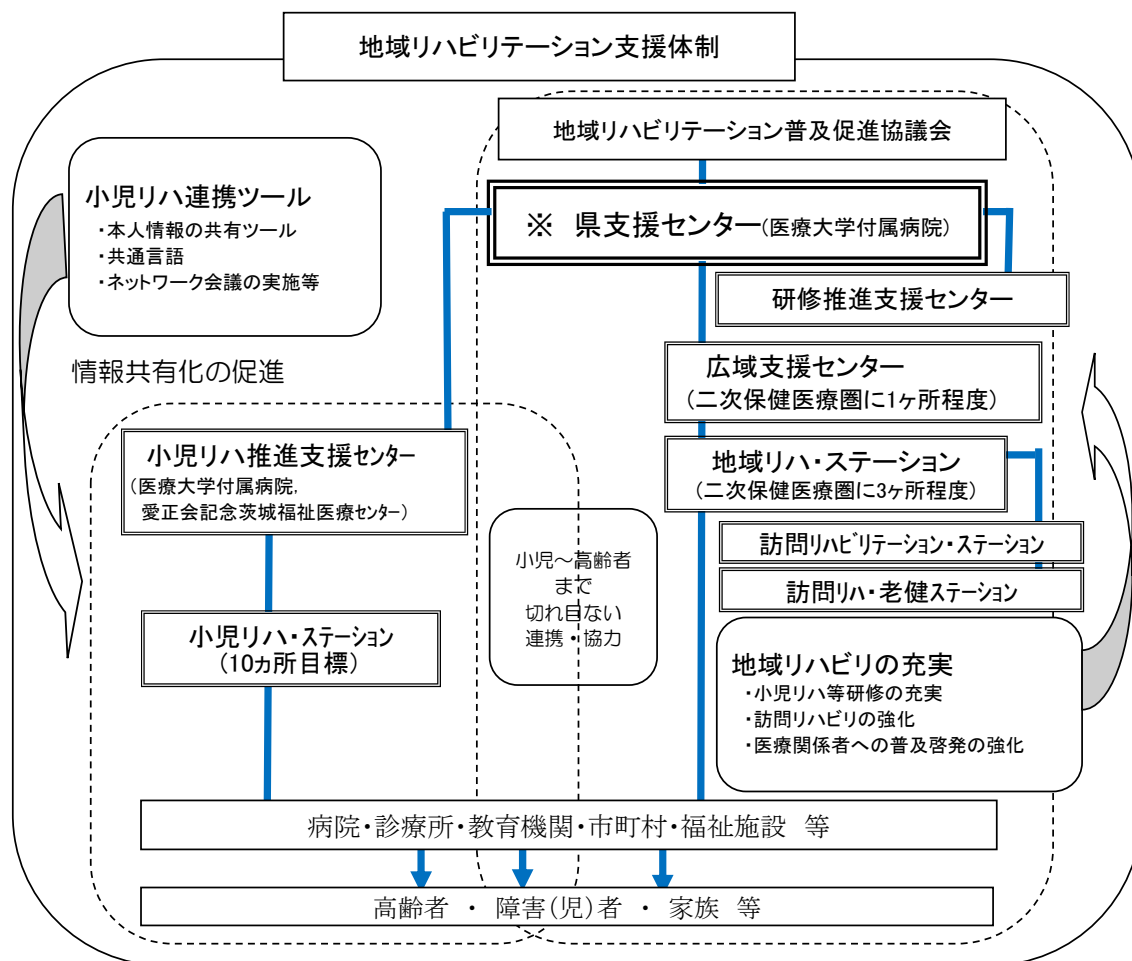 地域リハビリテーション支援体制
地域リハビリテーション普及促進協議会
小児リハ連携ツール
・本人情報の共有ツール
・共通言語
・ネットワーク会議の実施等
※ 県支援センター(医療大学付属病院)
研修推進支援センター
情報共有化の促進
広域支援センター
(二次保健医療圏に1ヶ所程度)
小児リハ推進支援センター
(医療大学付属病院,
愛正会記念茨城福祉医療センター)
地域リハ・ステーション
(二次保健医療圏に3ヶ所程度)
小児～高齢者
まで
切れ目ない
連携・協力
訪問リハビリテーション・ステーション
訪問リハ・老健ステーション
小児リハ・ステーション
(10ヵ所目標)
地域リハビリの充実
・小児リハ等研修の充実
・訪問リハビリの強化
・医療関係者への普及啓発の強化
病院・診療所・教育機関・市町村・福祉施設 等
高齢者 ・ 障害(児)者 ・ 家族 等